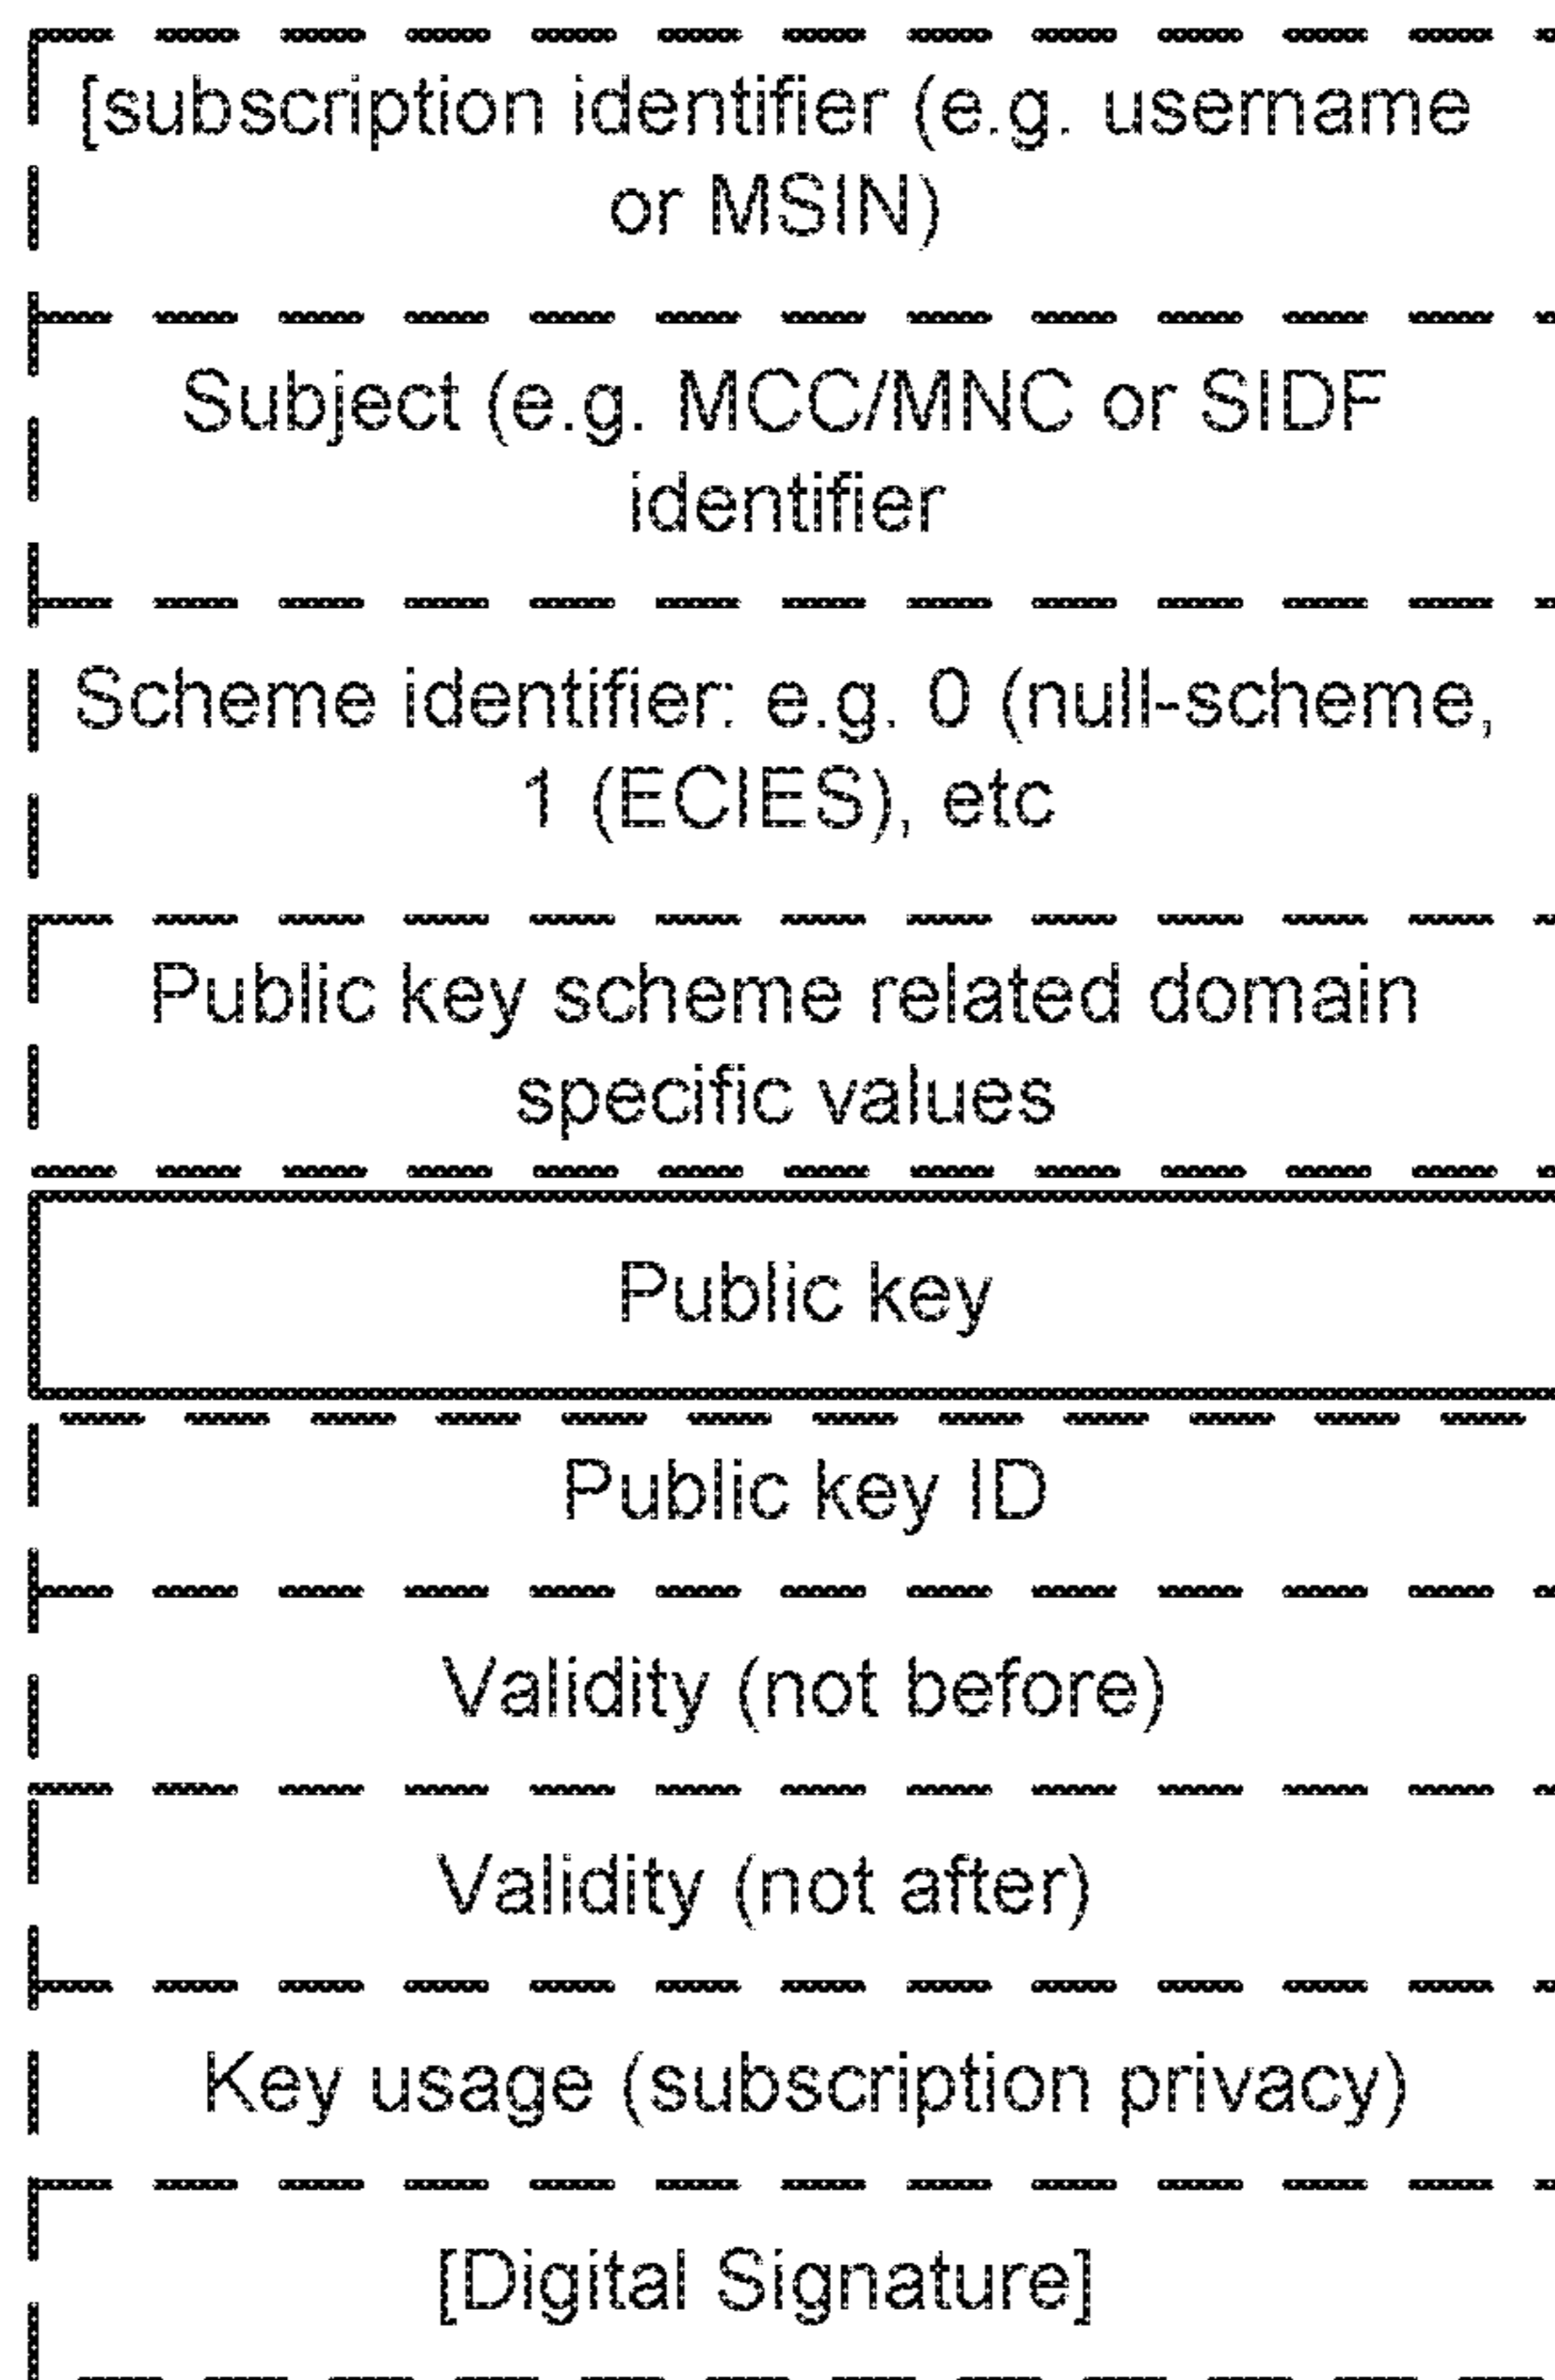 [subscription identifier (e.g. username
or MSIN)
Subject (e.g. MCC/MNC or SIDF
identifier
Scheme identifier: e.g. 0 (null-scheme,
1 (ECIES), etc
Public key scheme related domain
specific values
Public key
Public key ID
Validity (not before)
Validity (not after)
Key usage (subscription privacy)
[Digital Signature]